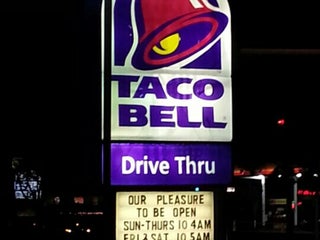 TACO
BELL
Drive Thru
OUR PLEASURE
TO BE OPEN
SUN-THURS 10 4AM
FRI & SAT 10 5AM